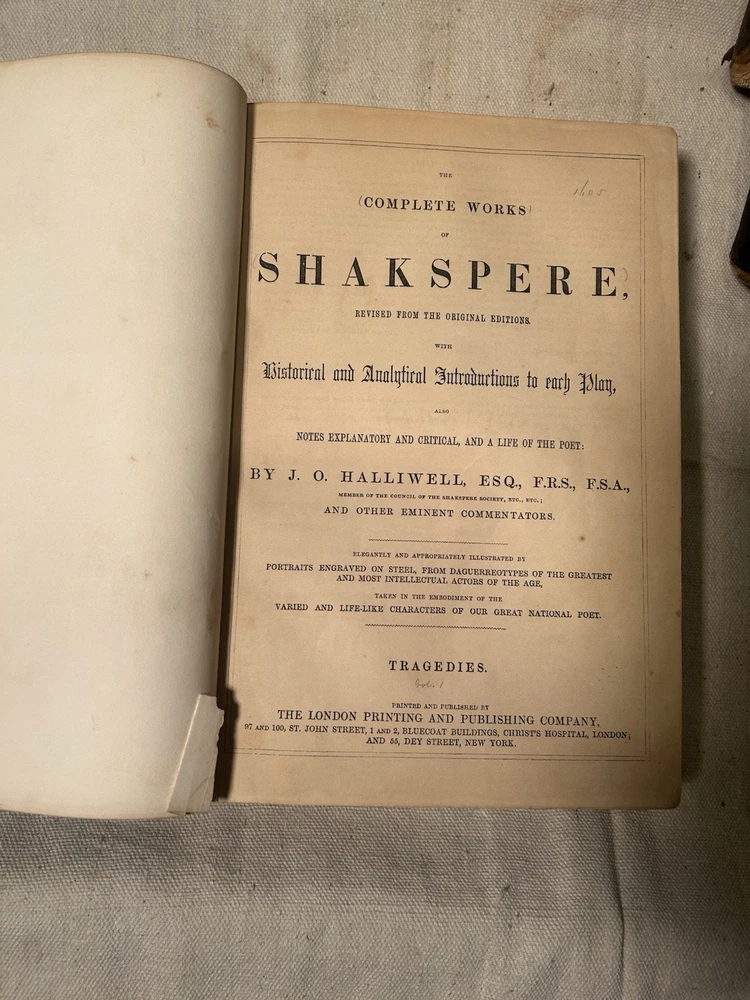 THE
(COMPLETE WORKS)
OF
(SHAKSPERE,)
REVISED FROM THE ORIGINAL EDITIONS.
WITH
Historical and Analytical Introductions to each Play,
ALSO
NOTES EXPLANATORY AND CRITICAL, AND A LIFE OF THE POET:
BY J. O. HALLIWELL, ESQ., F.R.S., F.S.A.,
MEMBER OF THE COUNCIL OF THE SHAKSPERE SOCIETY, ETC., ETC.;
AND OTHER EMINENT COMMENTATORS.
ELEGANTLY AND APPROPRIATELY ILLUSTRATED BY
PORTRAITS ENGRAVED ON STEEL, FROM DAGUERREOTYPES OF THE GREATEST
AND MOST INTELLECTUAL ACTORS OF THE AGE,
TAKEN IN THE EMBODIMENT OF THE
VARIED AND LIFE-LIKE CHARACTERS OF OUR GREAT NATIONAL POET.
TRAGEDIES.
PRINTED AND PUBLISHED BY
THE LONDON PRINTING AND PUBLISHING COMPANY,
97 AND 100, ST. JOHN STREET, 1 AND 2, BLUECOAT BUILDINGS, CHRIST'S HOSPITAL, LONDON;
AND 55, DEY STREET, NEW YORK.